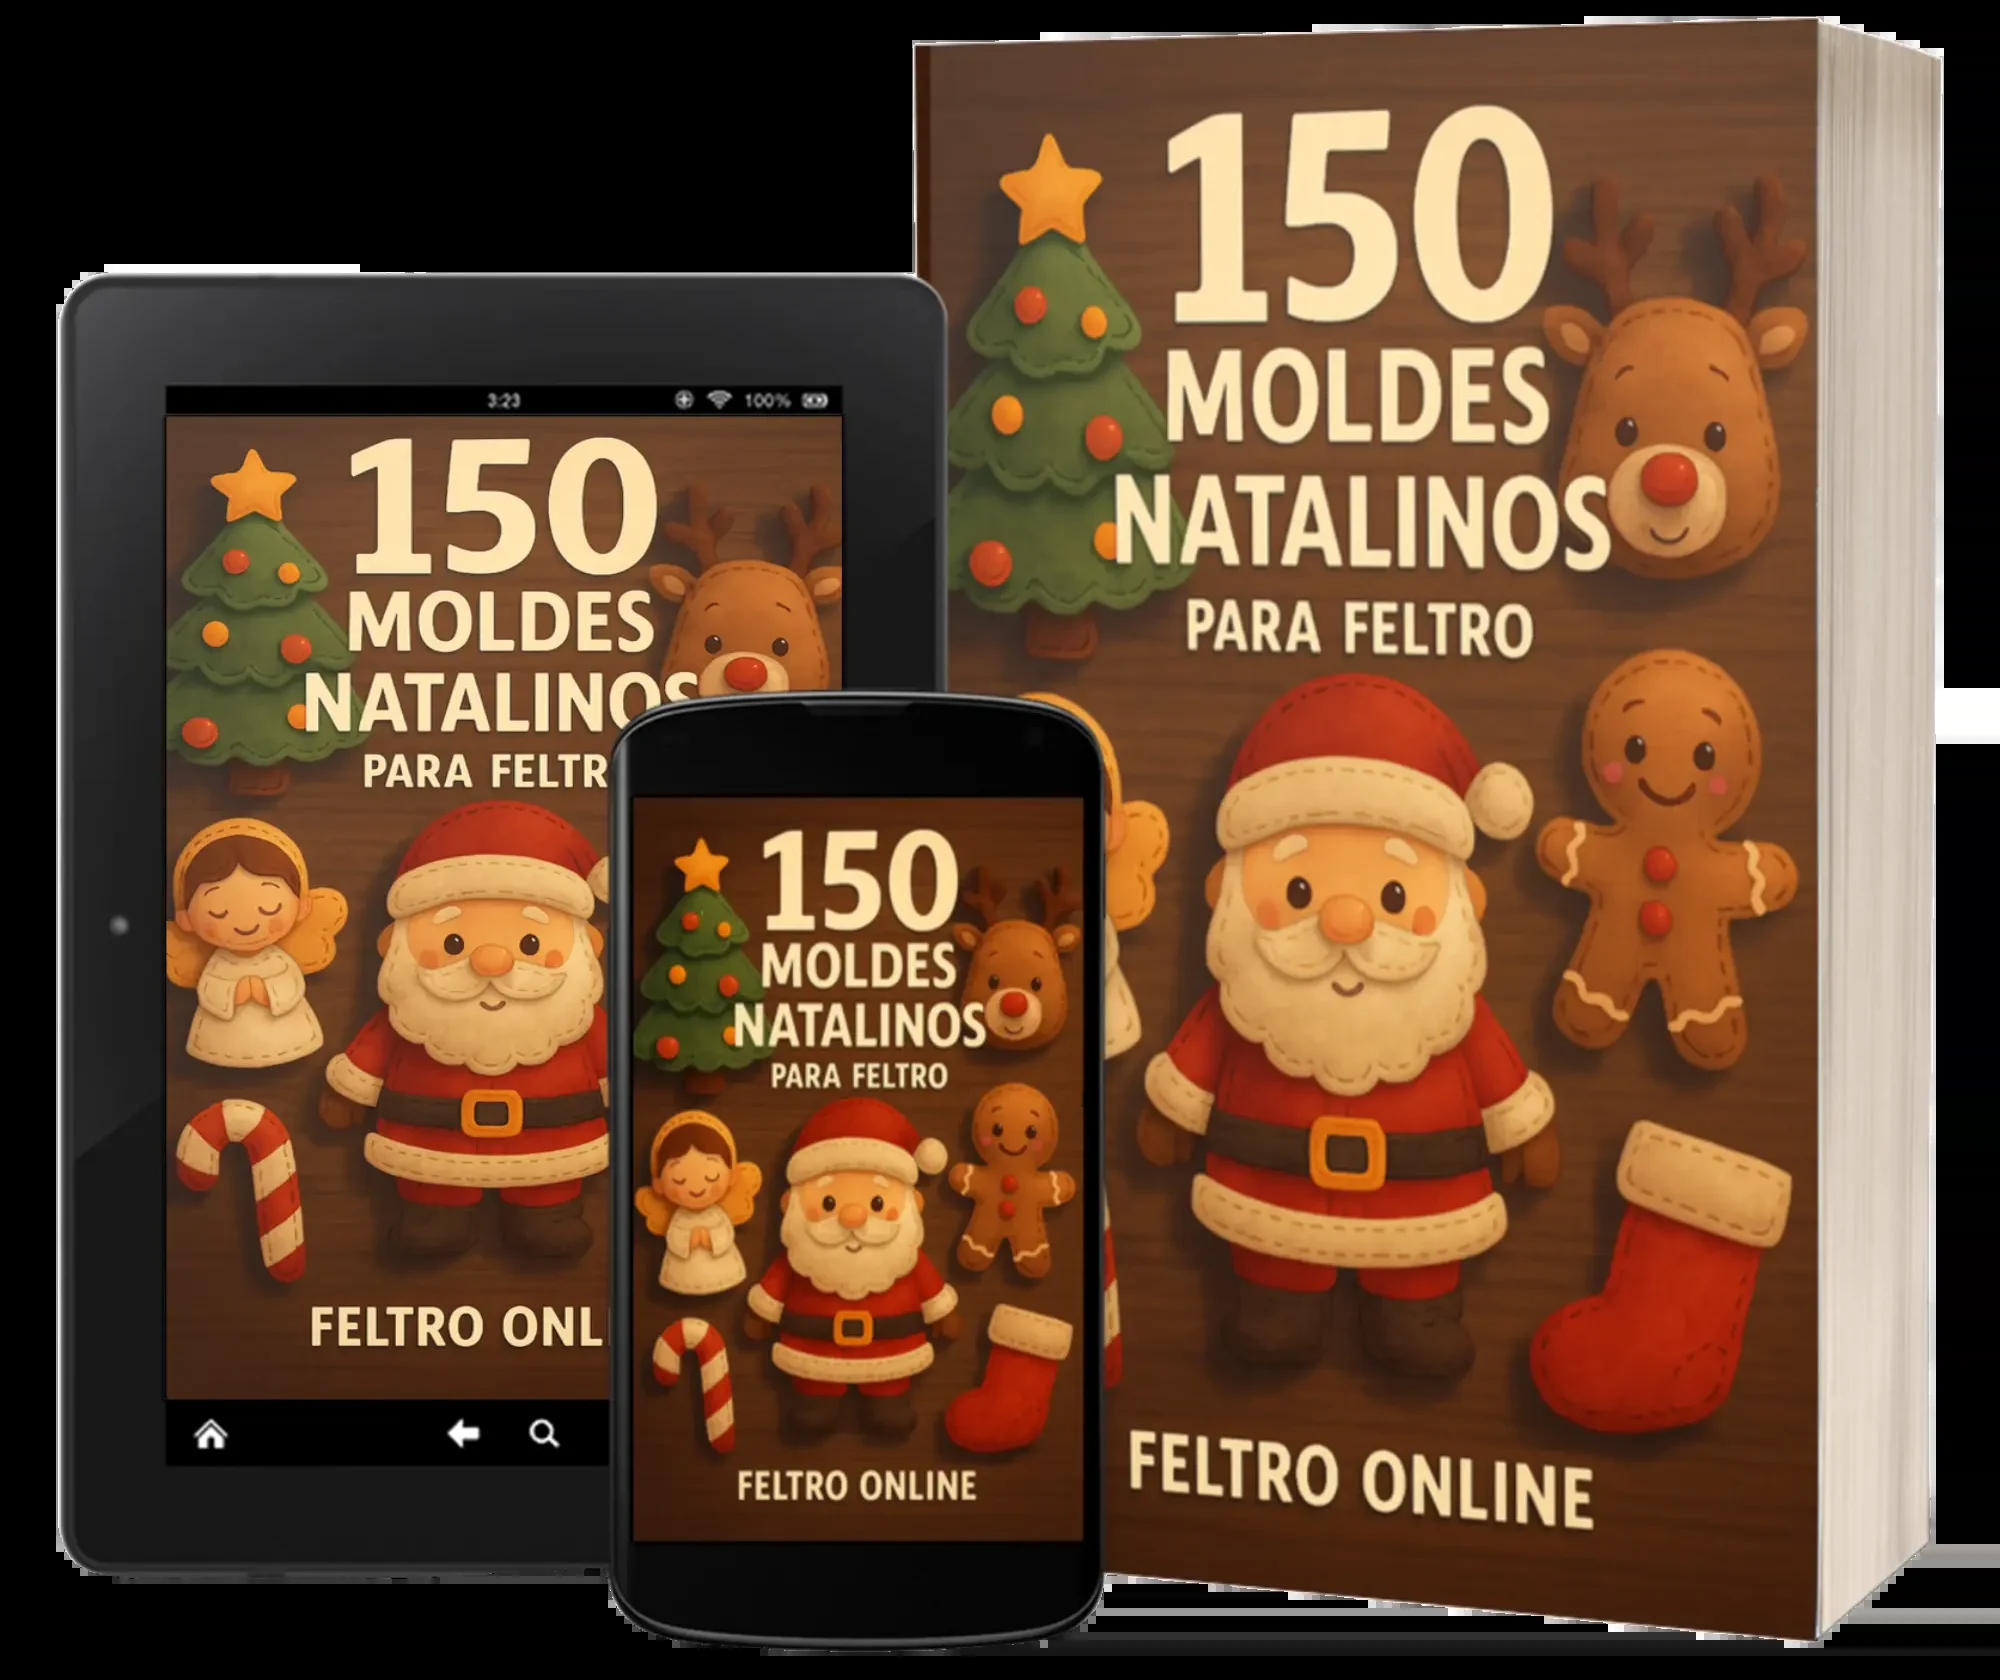 150
MOLDES
NATALINOS
PARA FELTRO
FELTRO ONLINE
3:23
100%
150
MOLDES
NATALINOS
PARA FELTR
FELTRO ONLI
150
MOLDES
NATALINOS
PARA FELTRO
FELTRO ONLINE